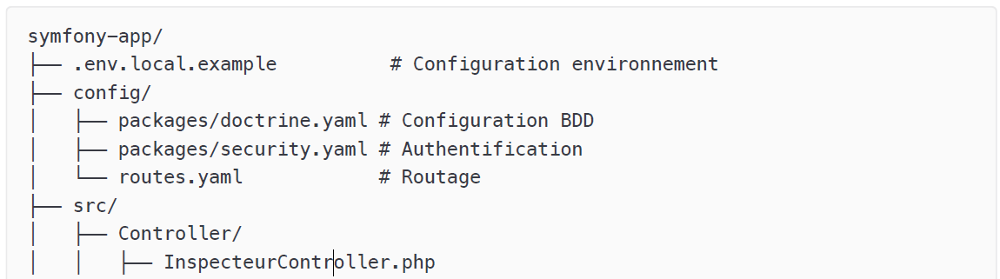 symfony-app/
├── .env.local.example          # Configuration environnement
├── config/
│   ├── packages/doctrine.yaml # Configuration BDD
│   ├── packages/security.yaml # Authentification
│   └── routes.yaml            # Routage
├── src/
│   ├── Controller/
│   │   ├── InspecteurController.php